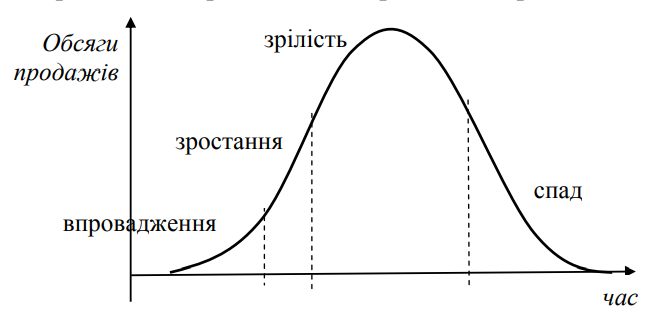 Обсяги
продажів
зрілість
зростання
впровадження
спад
час